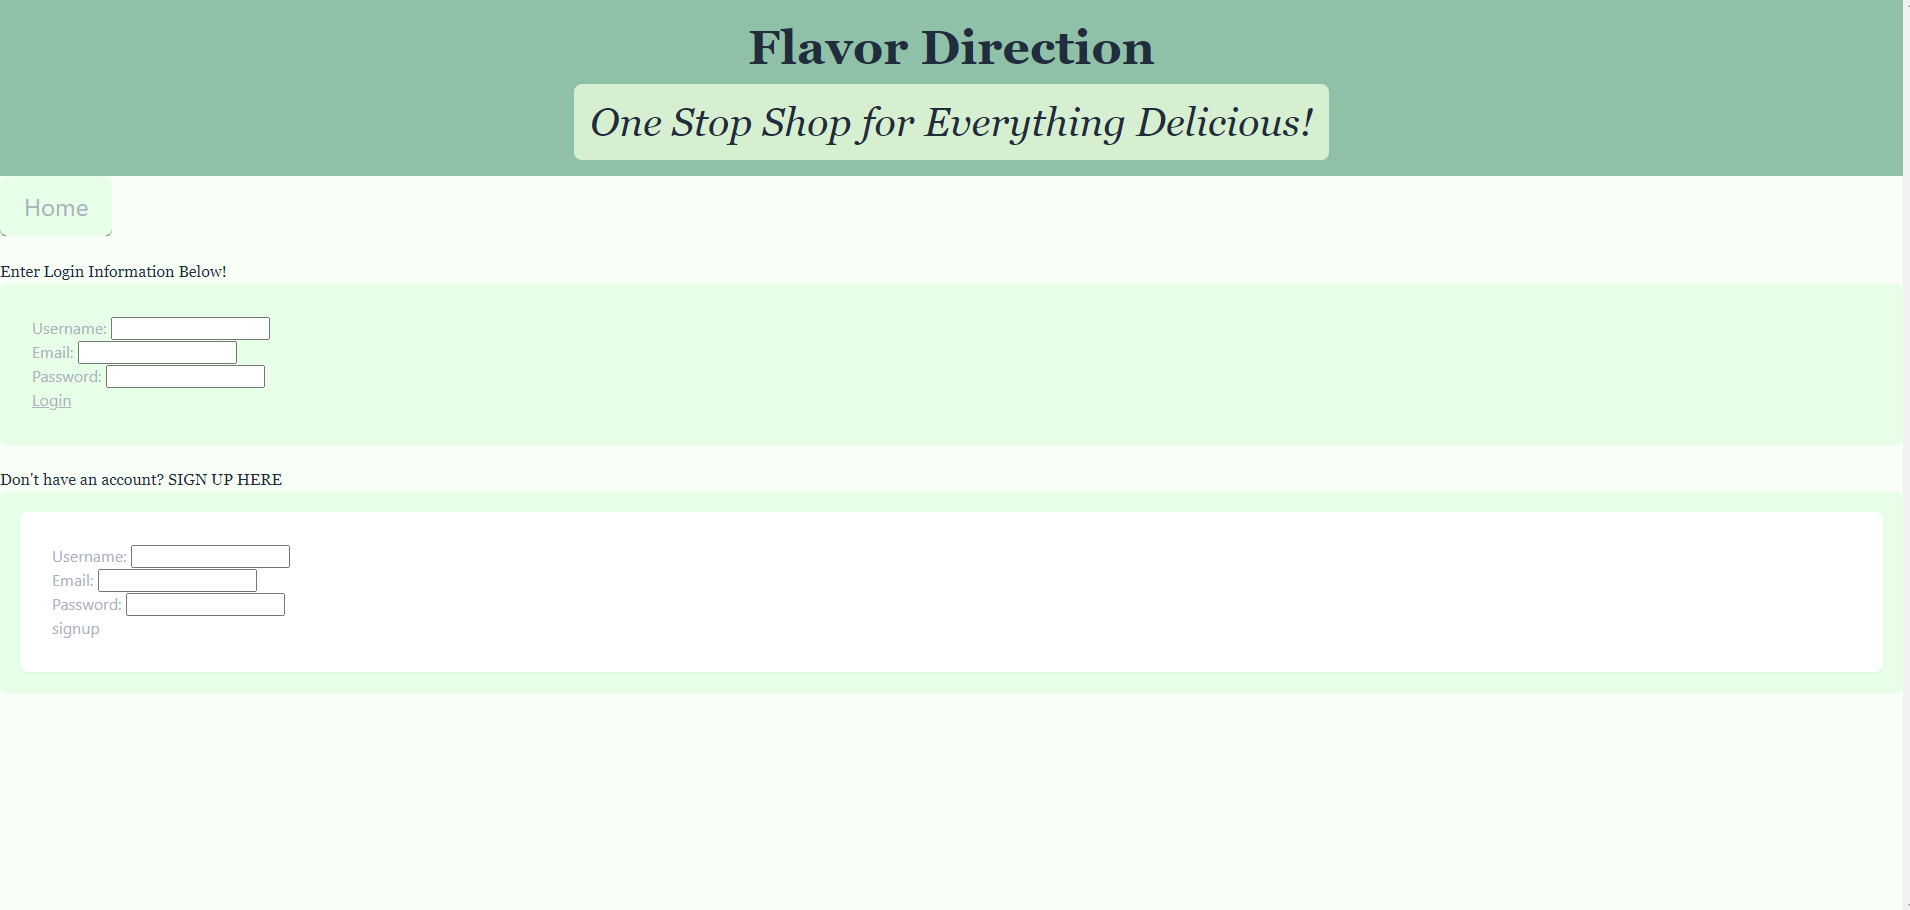 Flavor Direction
One Stop Shop for Everything Delicious!
Home
Enter Login Information Below!
Username:
Email:
Password:
Login
Don't have an account? SIGN UP HERE
Username:
Email:
Password:
signup